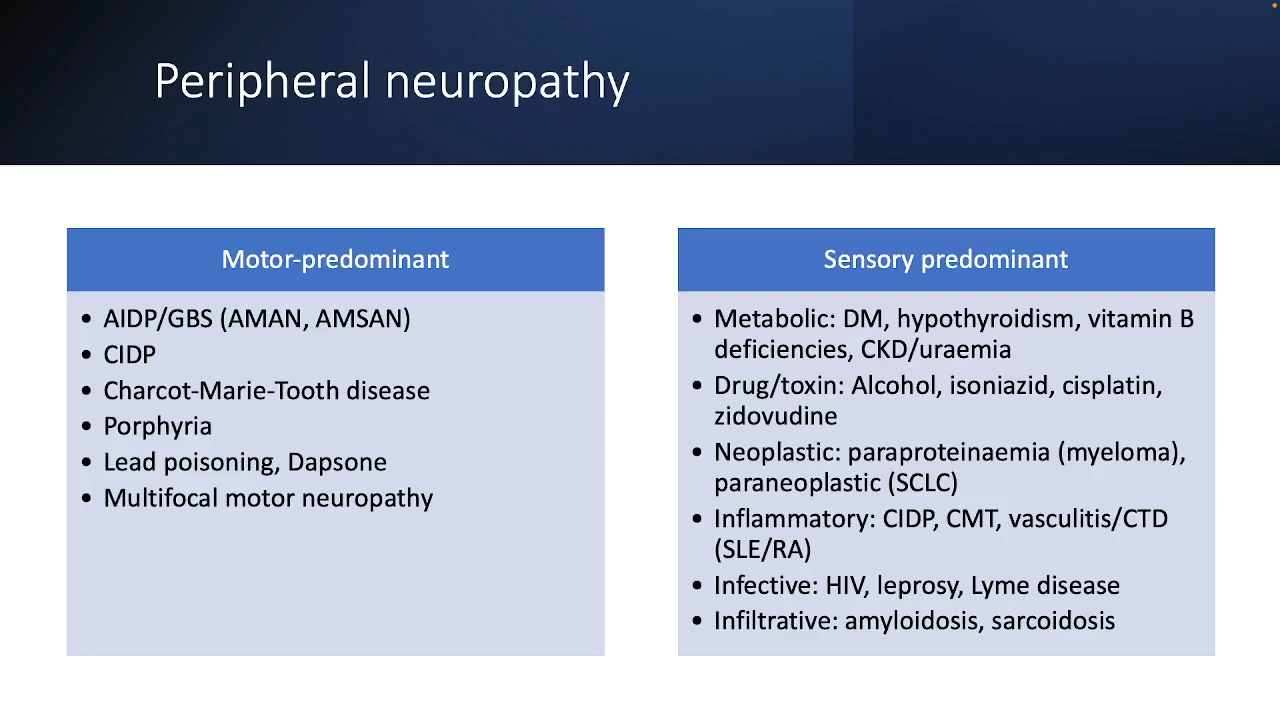 Peripheral neuropathy
Motor-predominant
• AIDP/GBS (AMAN, AMSAN)
• CIDP
• Charcot-Marie-Tooth disease
• Porphyria
• Lead poisoning, Dapsone
• Multifocal motor neuropathy
Sensory predominant
• Metabolic: DM, hypothyroidism, vitamin B
deficiencies, CKD/uraemia
• Drug/toxin: Alcohol, isoniazid, cisplatin,
zidovudine
• Neoplastic: paraproteinaemia (myeloma),
paraneoplastic (SCLC)
• Inflammatory: CIDP, CMT, vasculitis/CTD
(SLE/RA)
• Infective: HIV, leprosy, Lyme disease
• Infiltrative: amyloidosis, sarcoidosis